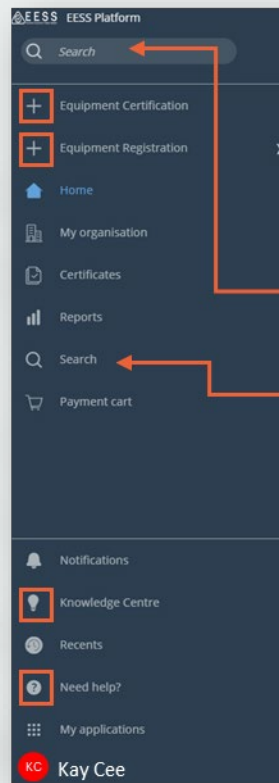 EESS EESS Platform
Search
Equipment Certification
Equipment Registration
Home
My organisation
Certificates
Reports
Search
Payment cart
Notifications
Knowledge Centre
Recents
Need help?
My applications
KC Kay Cee